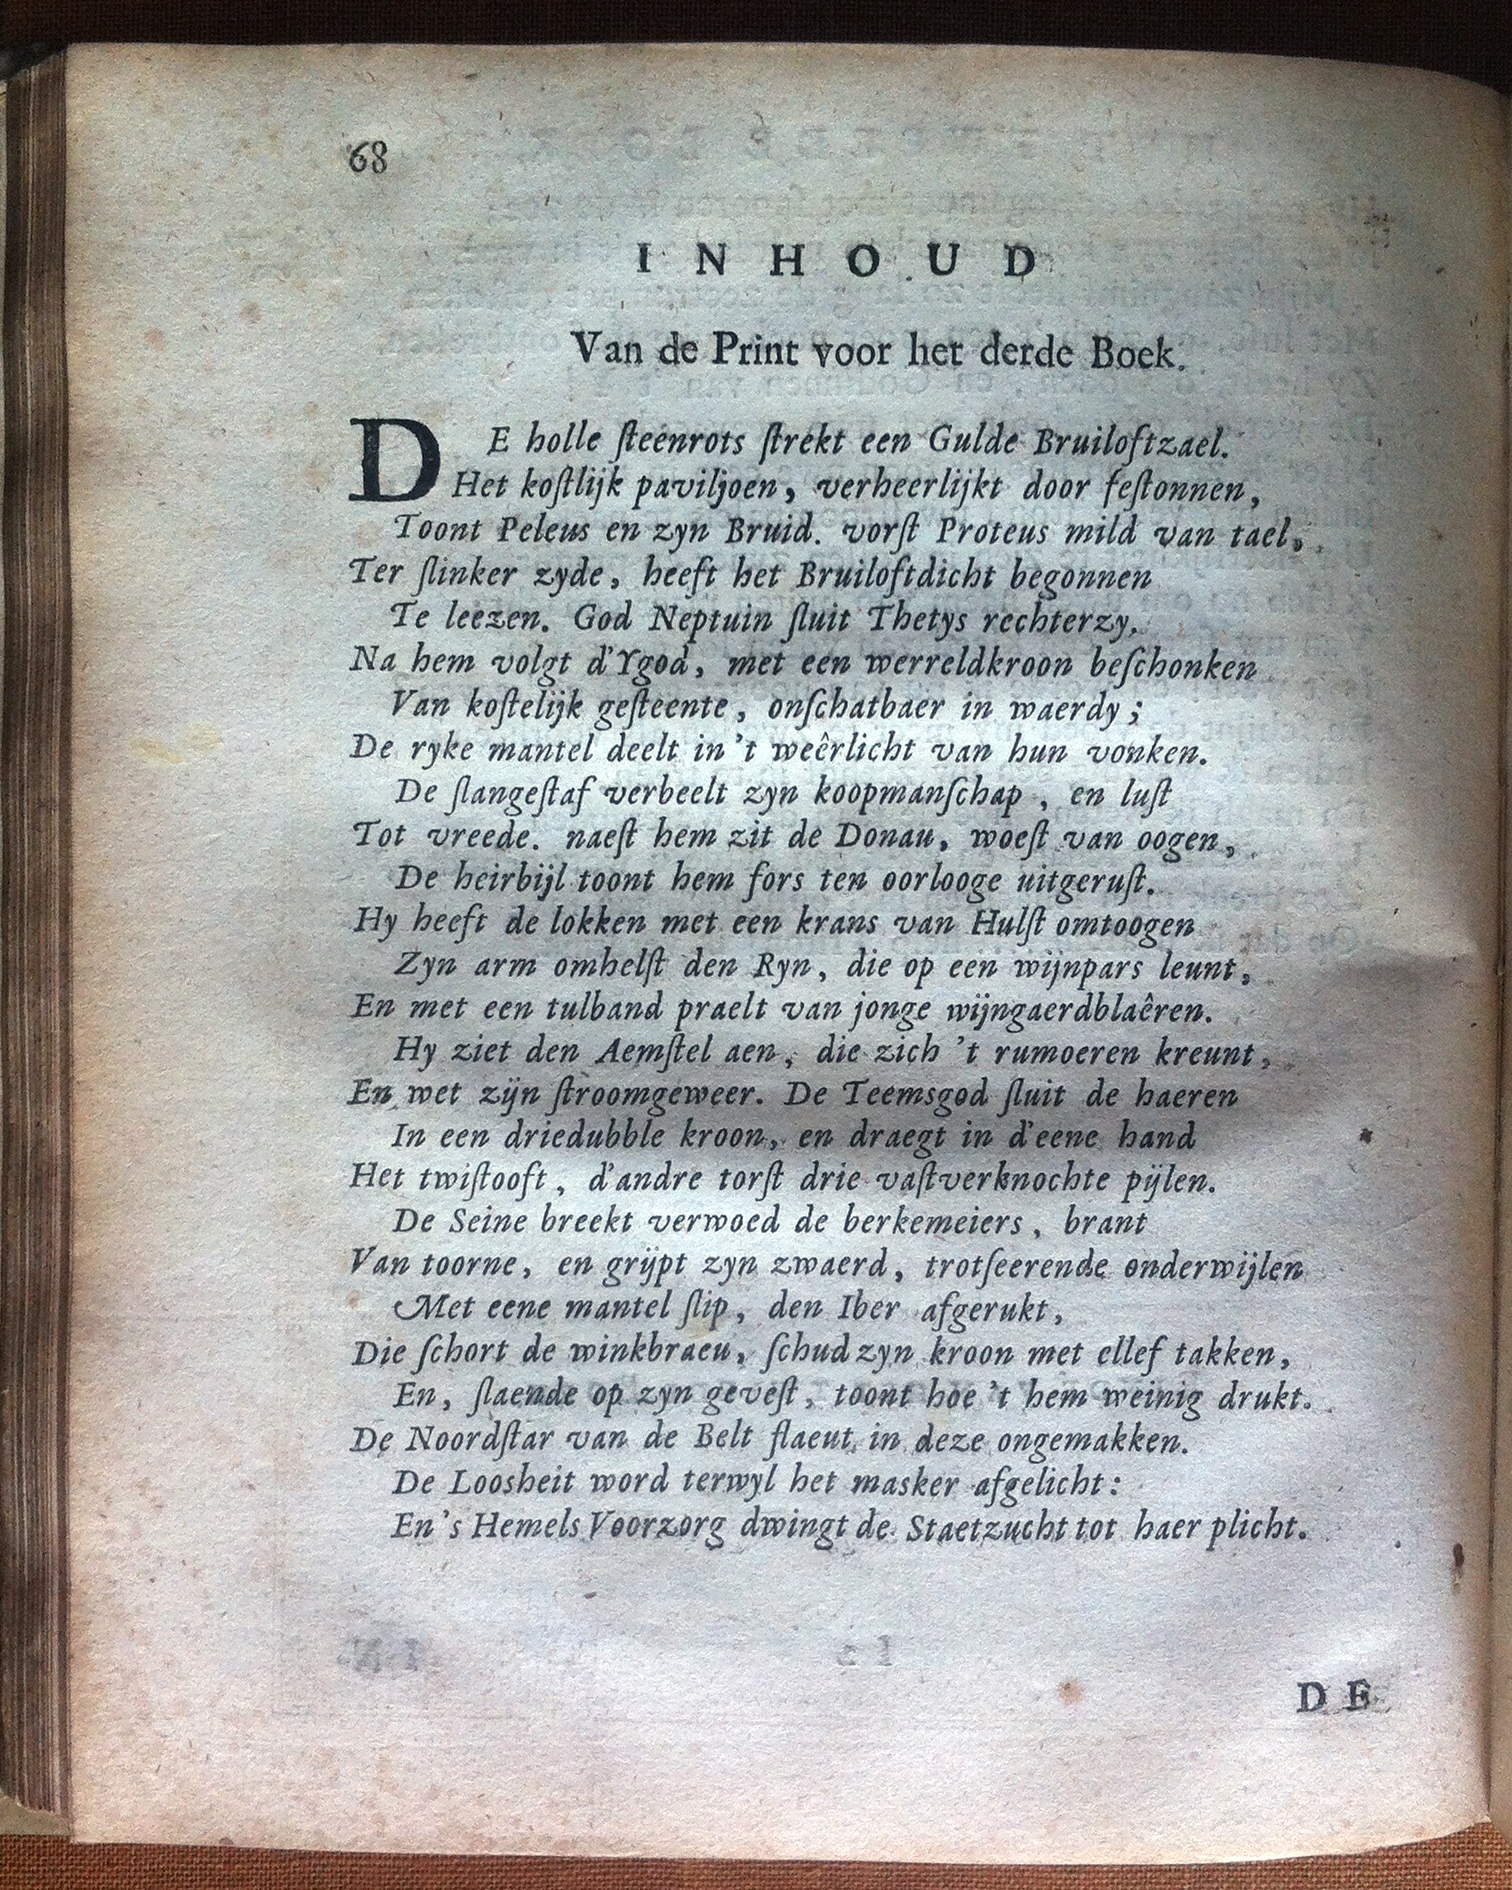 68
INHOUD
Van de Print voor het derde Boek.
DE holle ſteenrots ſtrekt een Gulde Bruiloftzael.
Het koſtlijk paviljoen, verheerlijkt door feſtonnen,
Toont Peleus en zyn Bruid. vorſt Proteus mild van tael,
Ter ſlinker zyde, heeft het Bruiloftdicht begonnen
Te leezen. God Neptuin ſluit Thetys rechterzy.
Na hem volgt d'Ygod, met een werreldkroon beſchonken
Van koſtelijk geſteente, onſchatbaer in waerdy;
De ryke mantel deelt in 't weêrlicht van hun vonken.
De ſlangeſtaf verbeelt zyn koopmanſchap, en luſt
Tot vreede. naeſt hem zit de Donau, woeſt van oogen,
De heirbijl toont hem fors ten oorlooge uitgeruſt.
Hy heeft de lokken met een krans van Hulſt omtoogen
Zyn arm omhelſt den Ryn, die op een wijnpars leunt,
En met een tulband praelt van jonge wijngaerdblaêren.
Hy ziet den Aemſtel aen, die zich 't rumoeren kreunt,
En wet zijn ſtroomgeweer. De Teemsgod ſluit de haeren
In een driedubble kroon, en draegt in d'eene hand
Het twiſtooft, d'andre torſt drie vaſtverknochte pijlen.
De Seine breekt verwoed de berkemeiers, brant
Van toorne, en grijpt zyn zwaerd, trotſeerende onderwijlen
Met eene mantel ſlip, den Iber afgerukt,
Die ſchort de winkbraeu, ſchud zyn kroon met ellef takken,
En, ſlaende op zyn geveſt, toont hoe 't hem weinig drukt.
De Noordſtar van de Belt flaeut in deze ongemakken.
De Loosheit word terwyl het masker afgelicht:
En 's Hemels Voorzorg dwingt de Staetzucht tot haer plicht.
DE